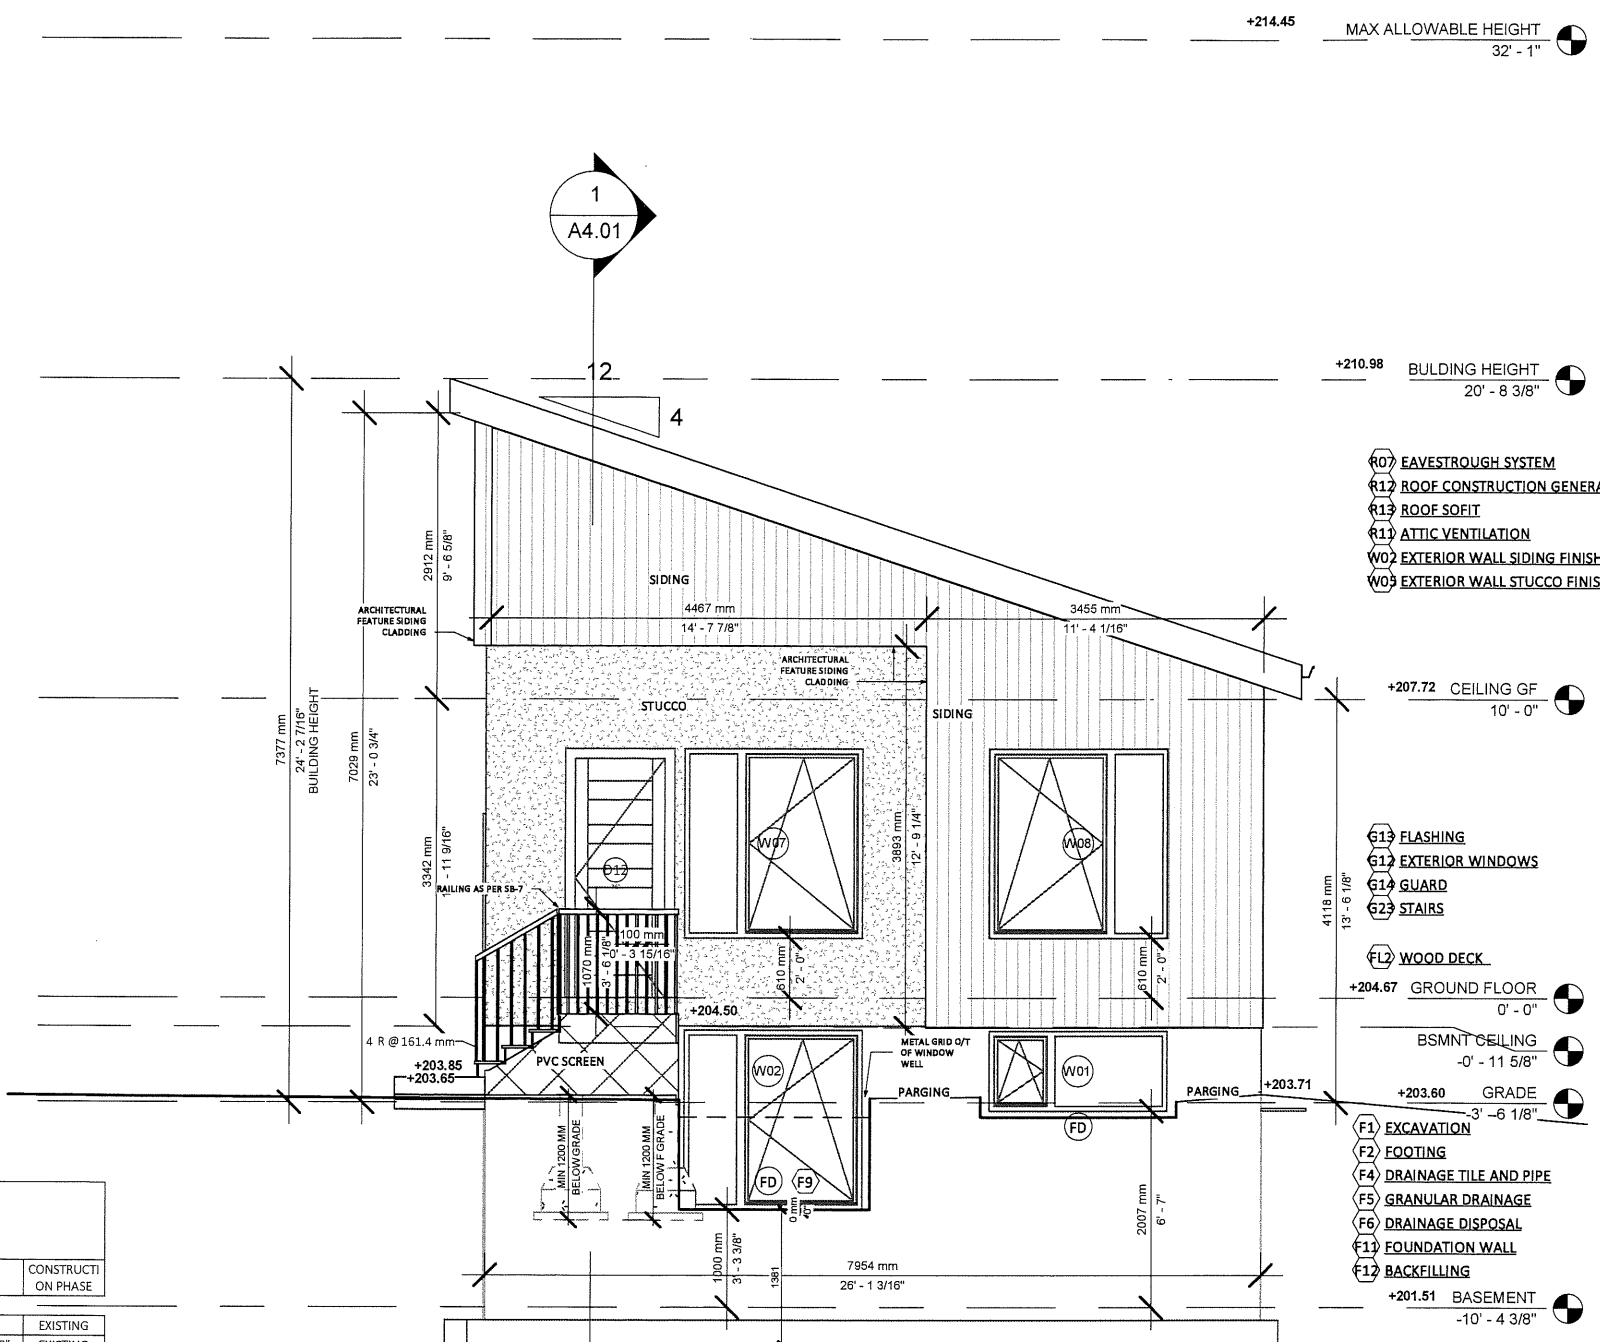 +214.45
MAX ALLOWABLE HEIGHT
32' - 1"
1
A4.01
12
4
+210.98
BULDING HEIGHT
20' - 8 3/8"
R07 EAVESTROUGH SYSTEM
R12 ROOF CONSTRUCTION GENERA
R13 ROOF SOFIT
R11 ATTIC VENTILATION
W02 EXTERIOR WALL SIDING FINISH
W05 EXTERIOR WALL STUCCO FINIS
2912 mm
9' - 6 5/8"
SIDING
4467 mm
14' - 7 7/8"
3455 mm
11' - 4 1/16"
ARCHITECTURAL
FEATURE SIDING
CLADDING
ARCHITECTURAL
FEATURE SIDING
CLADDING
+207.72
CEILING GF
10' - 0"
STUCCO
SIDING
7377 mm
24' - 2 7/16"
BUILDING HEIGHT
7029 mm
23' - 0 3/4"
3342 mm
- 11 9/16"
W07
W08
D12
3893 mm
12' - 9 1/4"
4118 mm
13' - 6 1/8"
G13 FLASHING
G12 EXTERIOR WINDOWS
G14 GUARD
G23 STAIRS
FL2 WOOD DECK
RAILING AS PER SB-7
100 mm
0' - 3 15/16"
1070 mm
3' - 6 1/8"
610 mm
2' - 0"
610 mm
2' - 0"
+204.67
GROUND FLOOR
0' - 0"
+204.50
4 R @ 161.4 mm
PVC SCREEN
METAL GRID O/T
OF WINDOW
WELL
BSMNT CEILING
-0' - 11 5/8"
+203.85
+203.65
W02
W01
PARGING
PARGING
+203.71
+203.60
GRADE
-3' -6 1/8"
FD
MIN 1200 MM
BELOW GRADE
MIN 1200 MM
BELOW F GRADE
FD
F9
0 mm
0"
F1 EXCAVATION
F2 FOOTING
F4 DRAINAGE TILE AND PIPE
F5 GRANULAR DRAINAGE
F6 DRAINAGE DISPOSAL
F11 FOUNDATION WALL
F12 BACKFILLING
2007 mm
6' - 7"
1000 mm
3' - 3 3/8"
1381
7954 mm
26' - 1 3/16"
CONSTRUCTI
ON PHASE
+201.51
BASEMENT
-10' - 4 3/8"
EXISTING